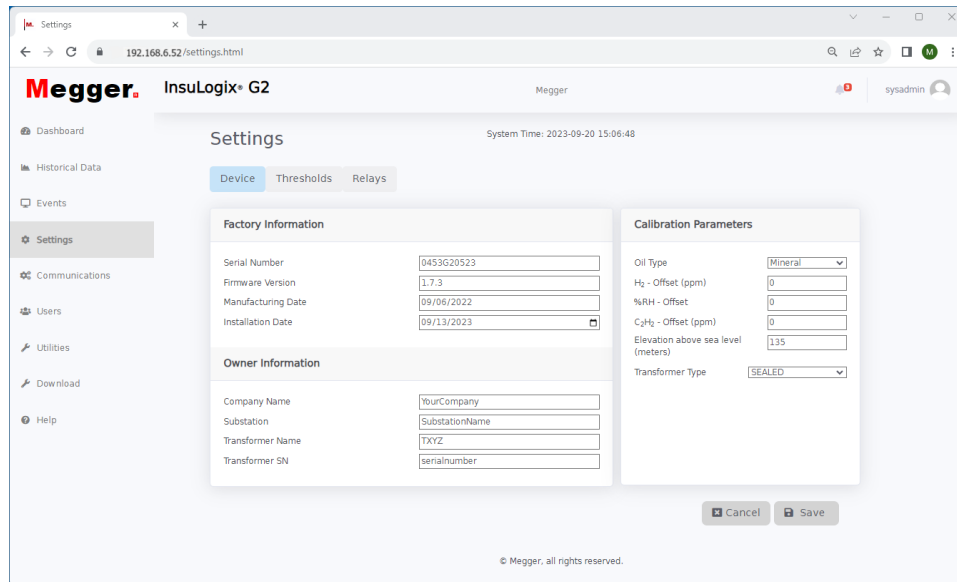 M. Settings
192.168.6.52/settings.html
M
Megger.
InsuLogix® G2
Megger
3
sysadmin
Dashboard
Historical Data
Events
Settings
Communications
Users
Utilities
Download
Help
Settings
System Time: 2023-09-20 15:06:48
Device Thresholds Relays
Factory Information
Serial Number 0453G20523
Firmware Version 1.7.3
Manufacturing Date 09/06/2022
Installation Date 09/13/2023
Owner Information
Company Name YourCompany
Substation SubstationName
Transformer Name TXYZ
Transformer SN serialnumber
Calibration Parameters
Oil Type Mineral
H₂ - Offset (ppm) 0
%RH - Offset 0
C₂H₂ - Offset (ppm) 0
Elevation above sea level 135
(meters)
Transformer Type SEALED
Cancel Save
© Megger, all rights reserved.